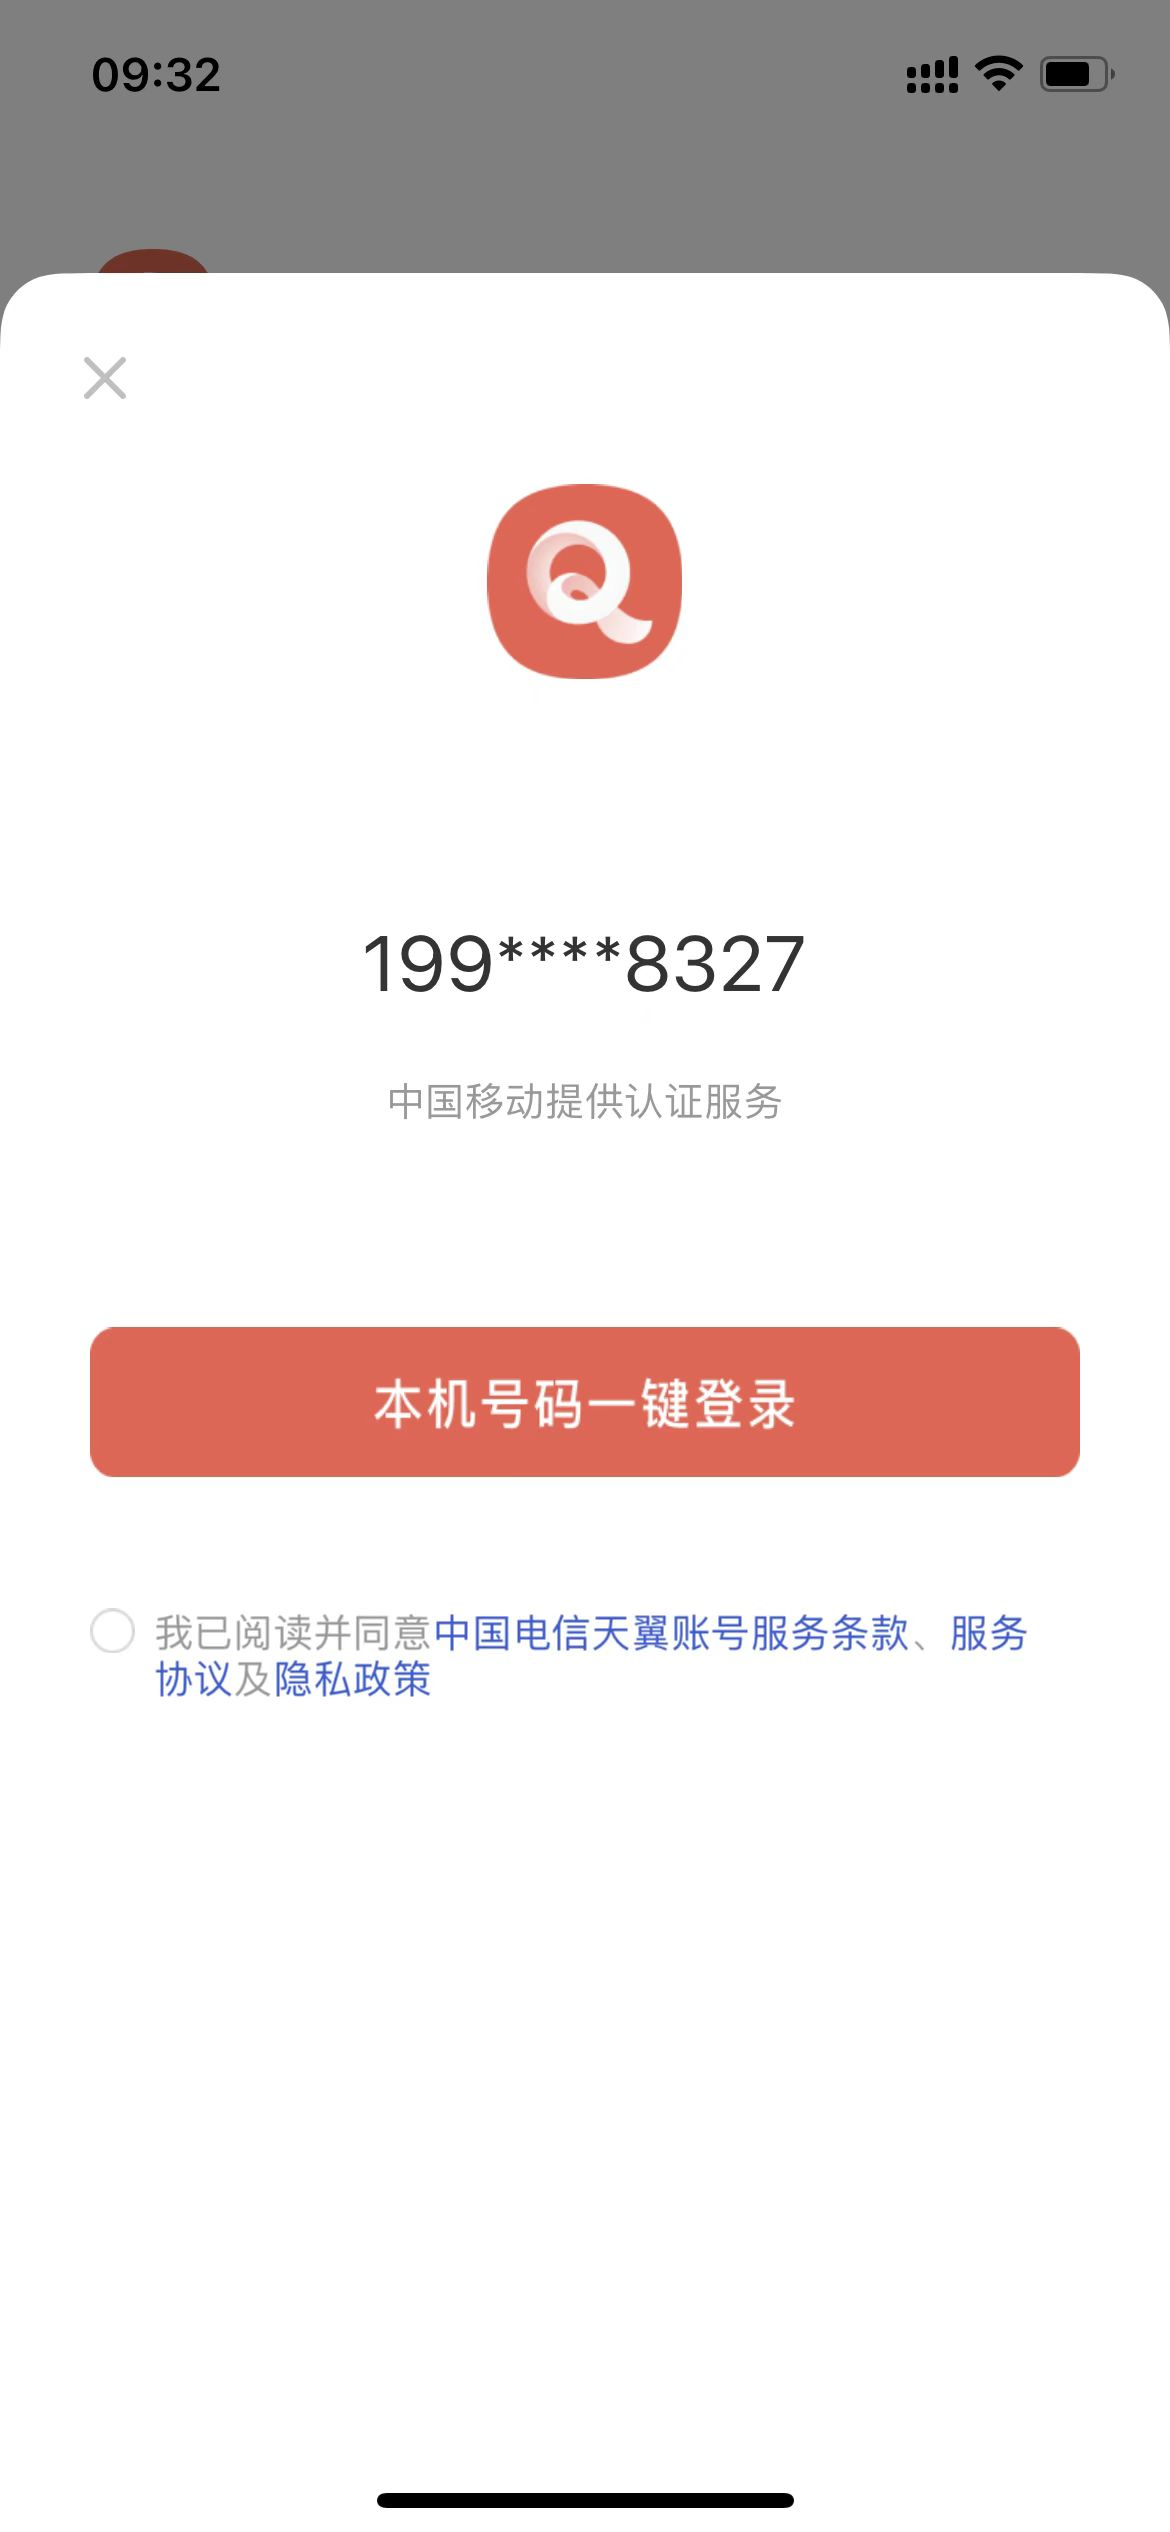 09:32
199****8327
中国移动提供认证服务
本机号码一键登录
我已阅读并同意中国电信天翼账号服务条款、服务
协议及隐私政策